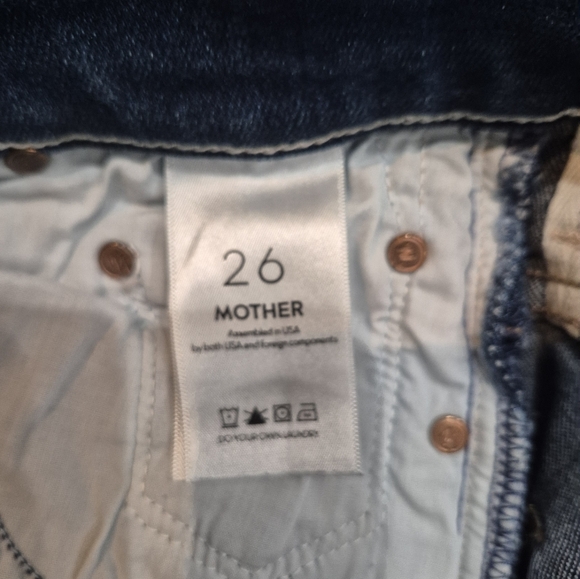 26
MOTHER
Assembled in USA
by both USA and foreign components
DO YOUR OWN LAUNDRY